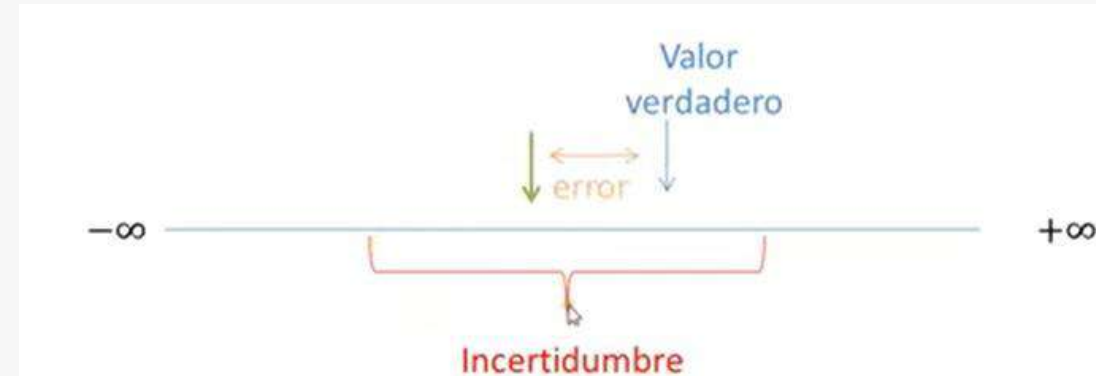 Valor
verdadero
error
−∞
+∞
Incertidumbre